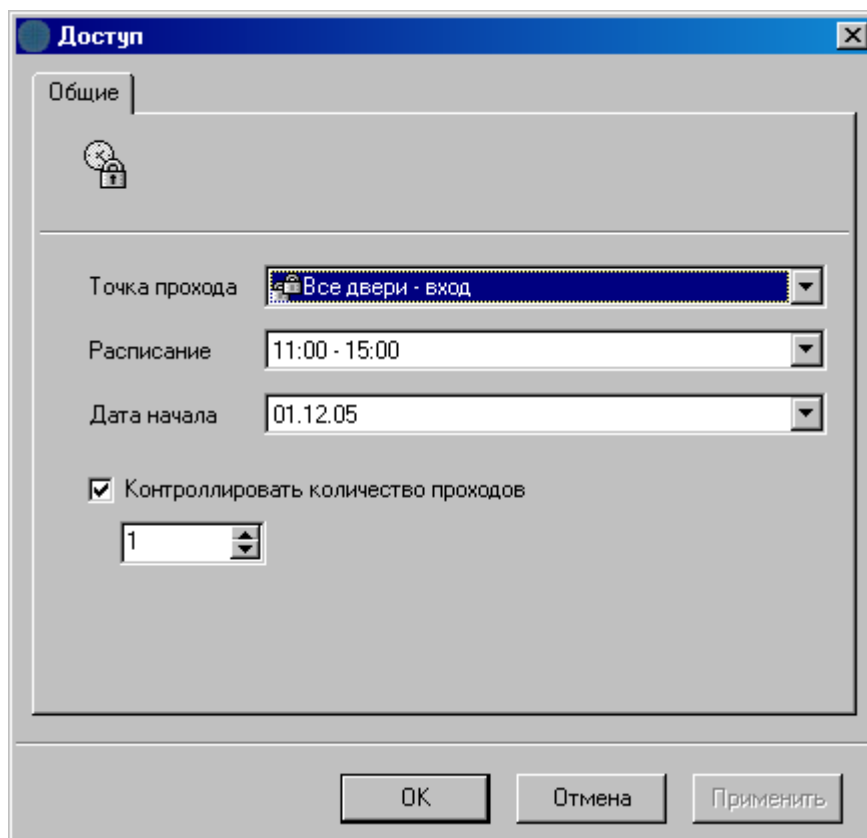 Доступ
Общие
Точка прохода Все двери - вход
Расписание 11:00 - 15:00
Дата начала 01.12.05
Контроллировать количество проходов
1
OK Отмена Применить